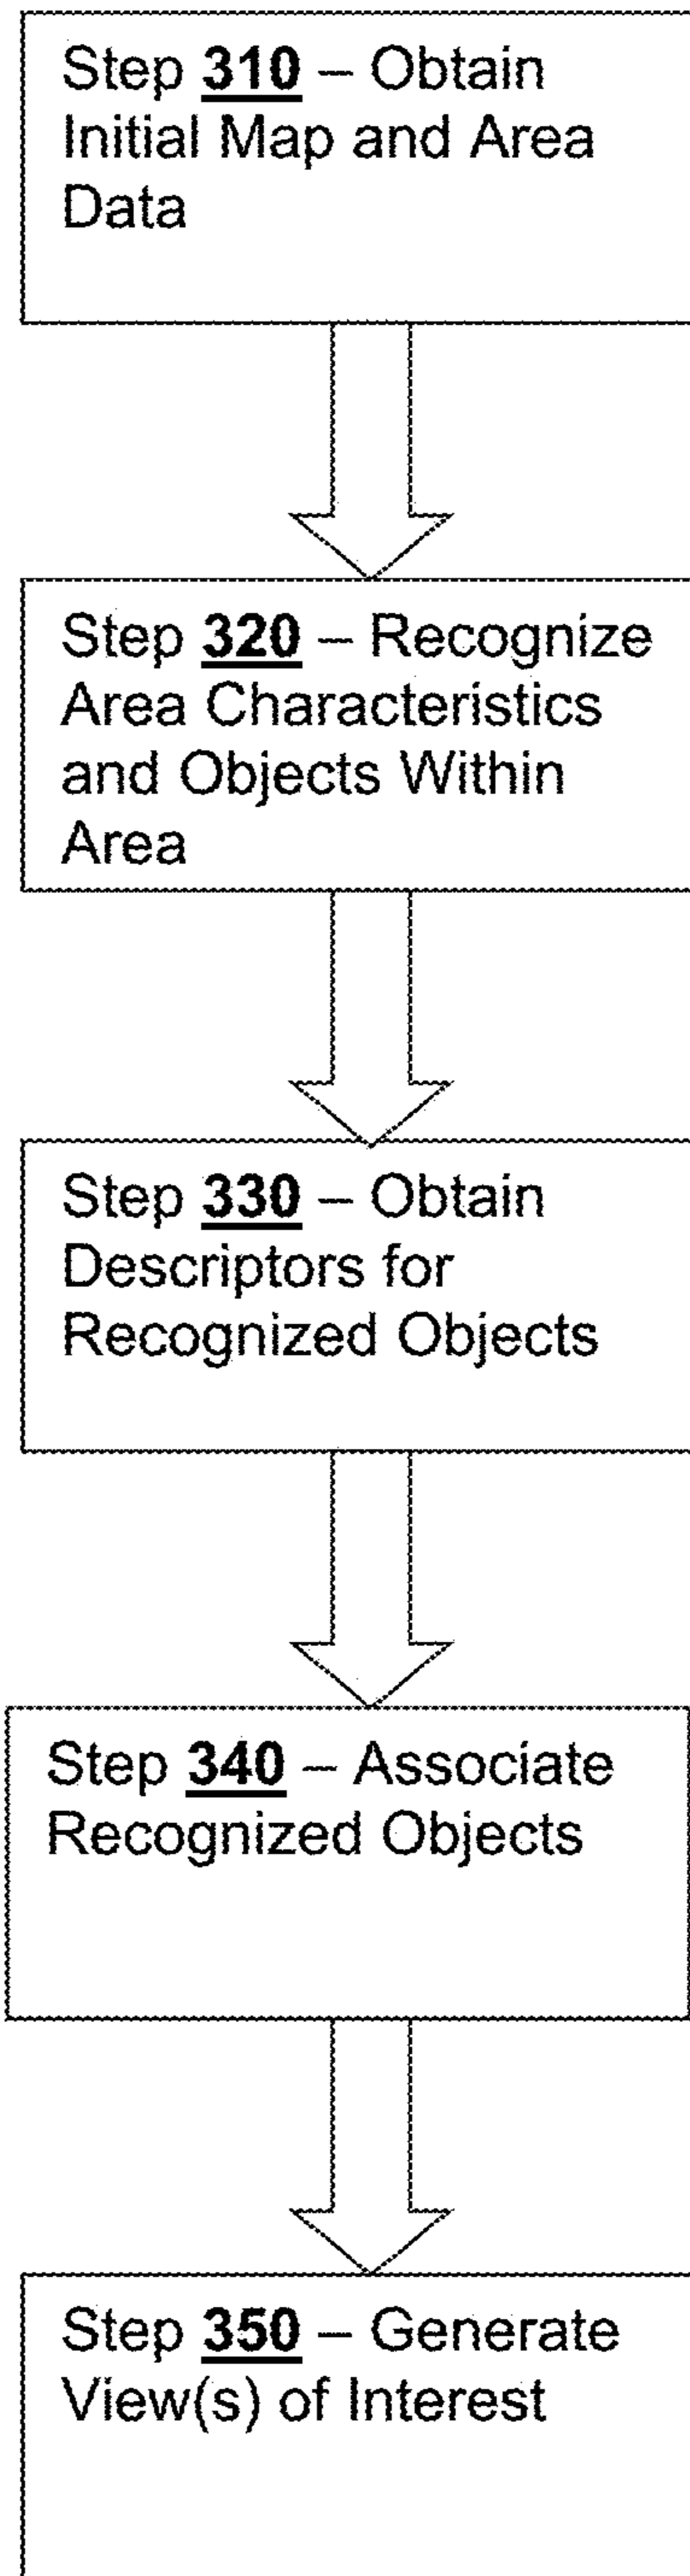 Step 310 – Obtain
Initial Map and Area
Data
Step 320 – Recognize
Area Characteristics
and Objects Within
Area
Step 330 – Obtain
Descriptors for
Recognized Objects
Step 340 – Associate
Recognized Objects
Step 350 – Generate
View(s) of Interest